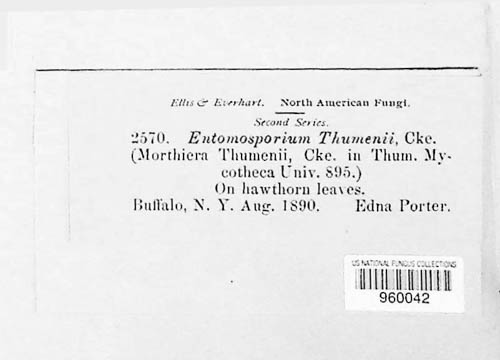 Ellis & Everhart. North American Fungi.
Second Series.
2570. Entomosporium Thumenii, Cke.
(Morthiera Thumenii, Cke. in Thum. My-
cotheca Univ. 895.)
On hawthorn leaves.
Buffalo, N. Y. Aug. 1890. Edna Porter.
US NATIONAL FUNGUS COLLECTIONS
960042